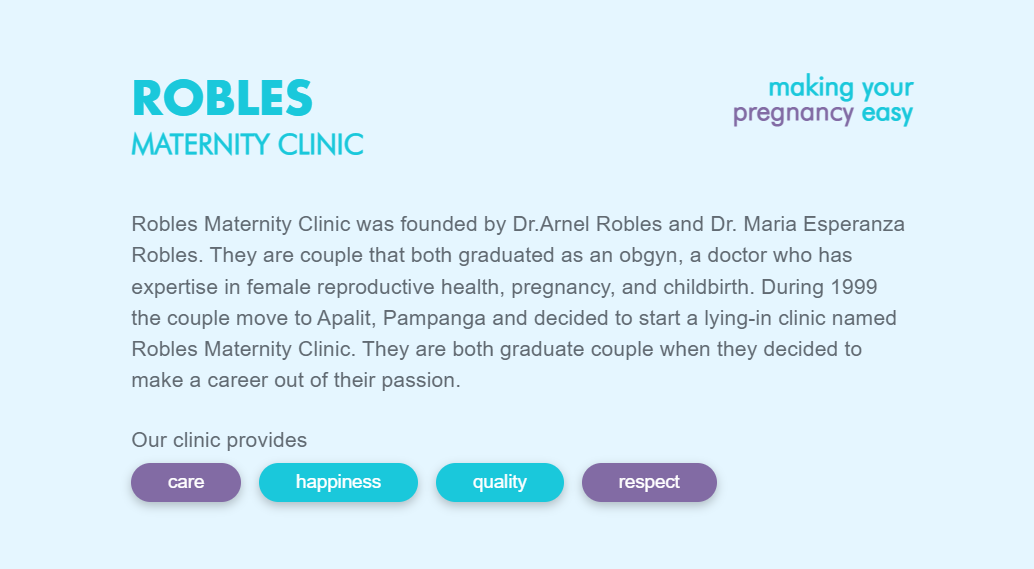 ROBLES
MATERNITY CLINIC
making your
pregnancy easy
Robles Maternity Clinic was founded by Dr.Arnel Robles and Dr. Maria Esperanza
Robles. They are couple that both graduated as an obgyn, a doctor who has
expertise in female reproductive health, pregnancy, and childbirth. During 1999
the couple move to Apalit, Pampanga and decided to start a lying-in clinic named
Robles Maternity Clinic. They are both graduate couple when they decided to
make a career out of their passion.
Our clinic provides
care happiness quality respect